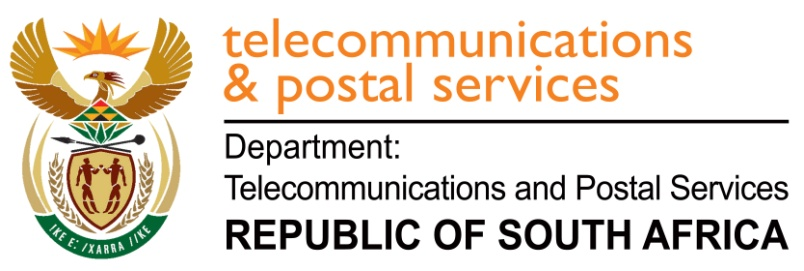 telecommunications
& postal services
Department:
Telecommunications and Postal Services
REPUBLIC OF SOUTH AFRICA
!KE E: /XARRA //KE